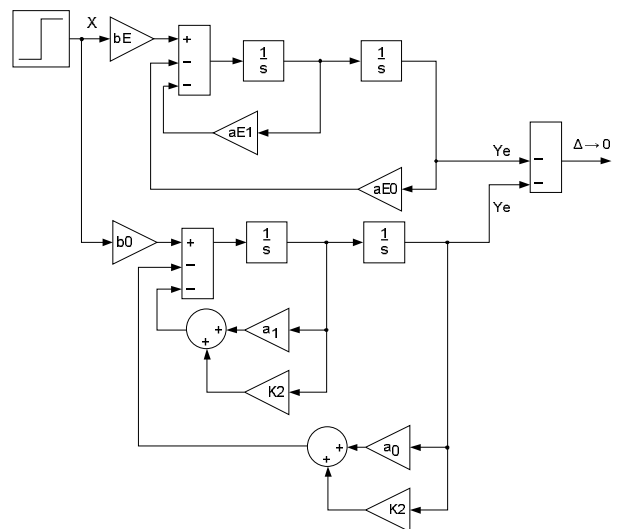 X
bE
+
−
−
1
s
1
s
aE1
aE0
Ye
−
−
Δ→0
Ye
b0
+
−
−
1
s
1
s
a1
+
+
K2
a0
+
+
K2